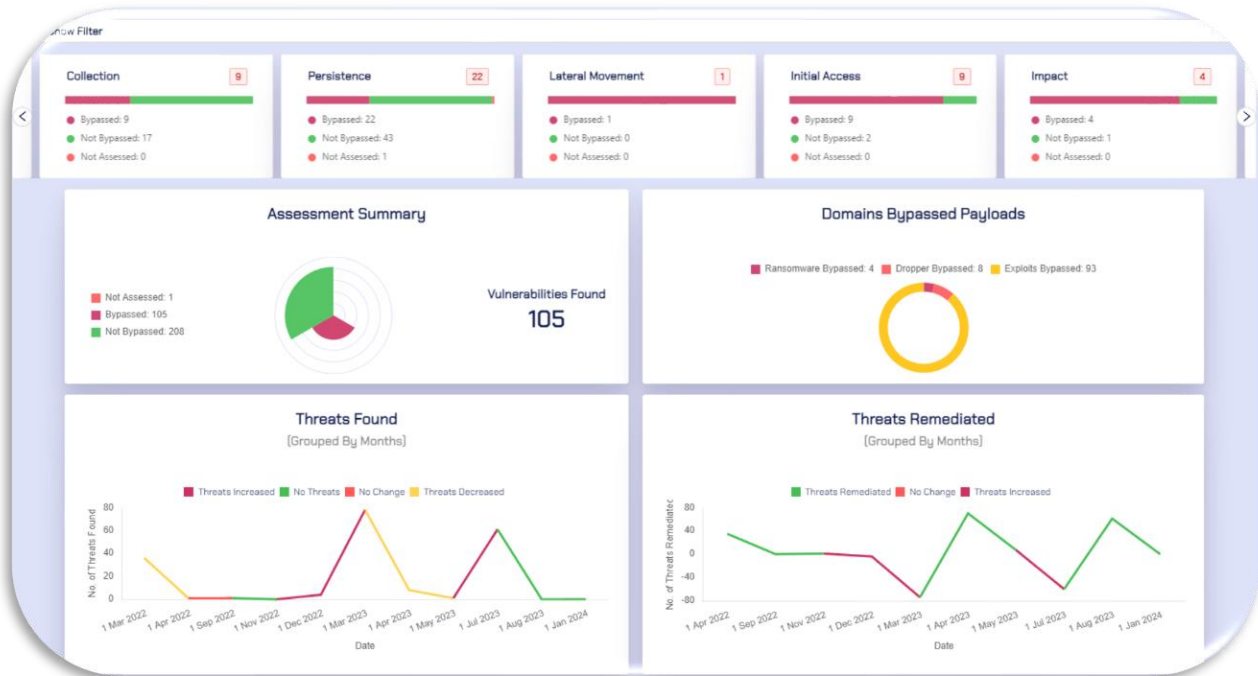 Show Filter
Collection 9
Bypassed: 9
Not Bypassed: 17
Not Assessed: 0
Persistence 22
Bypassed: 22
Not Bypassed: 43
Not Assessed: 1
Lateral Movement 1
Bypassed: 1
Not Bypassed: 0
Not Assessed: 0
Initial Access 9
Bypassed: 9
Not Bypassed: 2
Not Assessed: 0
Impact 4
Bypassed: 4
Not Bypassed: 1
Not Assessed: 0
Assessment Summary
Not Assessed: 1
Bypassed: 105
Not Bypassed: 208
Vulnerabilities Found
105
Domains Bypassed Payloads
Ransomware Bypassed: 4 Dropper Bypassed: 8 Exploits Bypassed: 93
Threats Found
(Grouped By Months)
Threats Increased No Threats No Change Threats Decreased
No. of Threats Found
80
60
40
20
0
1 Mar 2022 1 Apr 2022 1 Sep 2022 1 Nov 2022 1 Dec 2022 1 Mar 2023 1 Apr 2023 1 May 2023 1 Jul 2023 1 Aug 2023 1 Jan 2024
Date
Threats Remediated
(Grouped By Months)
Threats Remediated No Change Threats Increased
No. of Threats Remediated
80
40
0
-40
-80
1 Apr 2022 1 Sep 2022 1 Nov 2022 1 Dec 2022 1 Mar 2023 1 Apr 2023 1 May 2023 1 Jul 2023 1 Aug 2023 1 Jan 2024
Date